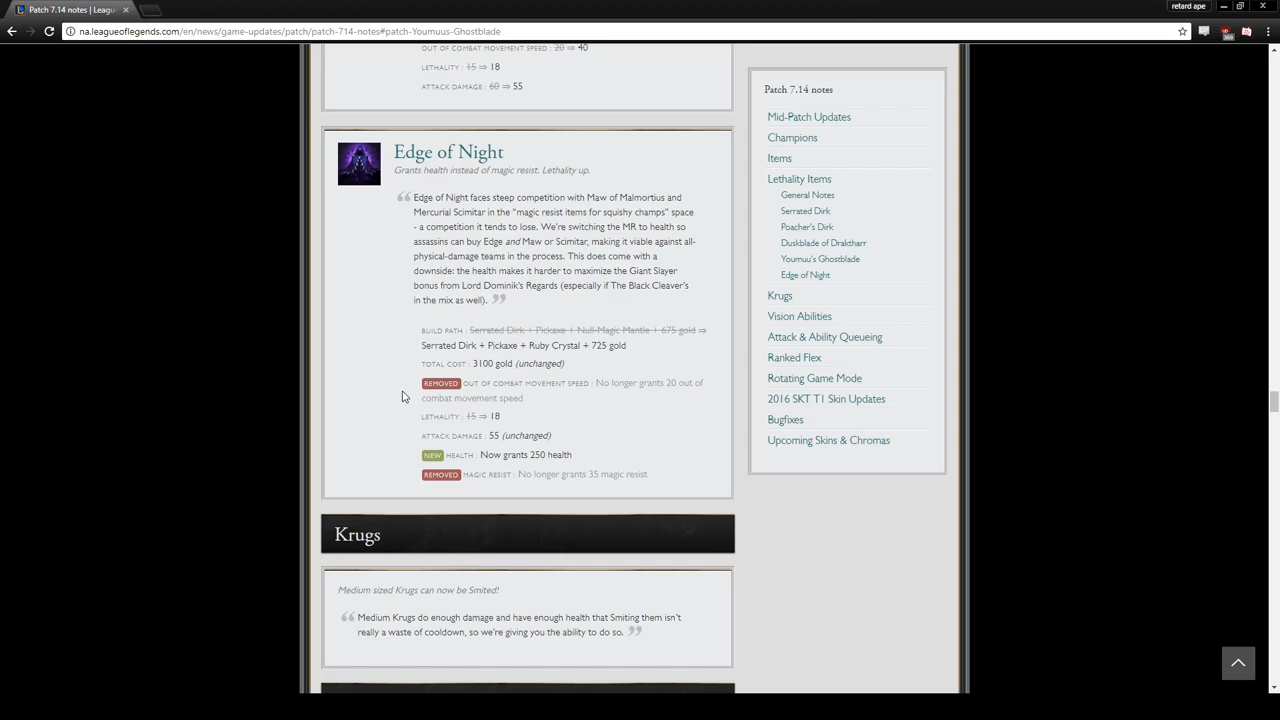 Patch 7.14 notes | Leagu
retard ape
na.leagueoflegends.com/en/news/game-updates/patch/patch-714-notes#patch-Youmuus-Ghostblade
OUT OF COMBAT MOVEMENT SPEED : 20 ⇒ 40
LETHALITY : 15 ⇒ 18
ATTACK DAMAGE : 60 ⇒ 55
Edge of Night
Grants health instead of magic resist. Lethality up.
Edge of Night faces steep competition with Maw of Malmortius and
Mercurial Scimitar in the "magic resist items for squishy champs" space
- a competition it tends to lose. We're switching the MR to health so
assassins can buy Edge and Maw or Scimitar, making it viable against all-
physical-damage teams in the process. This does come with a
downside: the health makes it harder to maximize the Giant Slayer
bonus from Lord Dominik's Regards (especially if The Black Cleaver's
in the mix as well).
BUILD PATH : Serrated Dirk + Pickaxe + Null-Magic Mantle + 675 gold ⇒
Serrated Dirk + Pickaxe + Ruby Crystal + 725 gold
TOTAL COST : 3100 gold (unchanged)
REMOVED OUT OF COMBAT MOVEMENT SPEED : No longer grants 20 out of
combat movement speed
LETHALITY : 15 ⇒ 18
ATTACK DAMAGE : 55 (unchanged)
NEW HEALTH : Now grants 250 health
REMOVED MAGIC RESIST : No longer grants 35 magic resist
Krugs
Medium sized Krugs can now be Smited!
Medium Krugs do enough damage and have enough health that Smiting them isn't
really a waste of cooldown, so we're giving you the ability to do so.
Patch 7.14 notes
Mid-Patch Updates
Champions
Items
Lethality Items
General Notes
Serrated Dirk
Poacher's Dirk
Duskblade of Draktharr
Youmuu's Ghostblade
Edge of Night
Krugs
Vision Abilities
Attack & Ability Queueing
Ranked Flex
Rotating Game Mode
2016 SKT T1 Skin Updates
Bugfixes
Upcoming Skins & Chromas